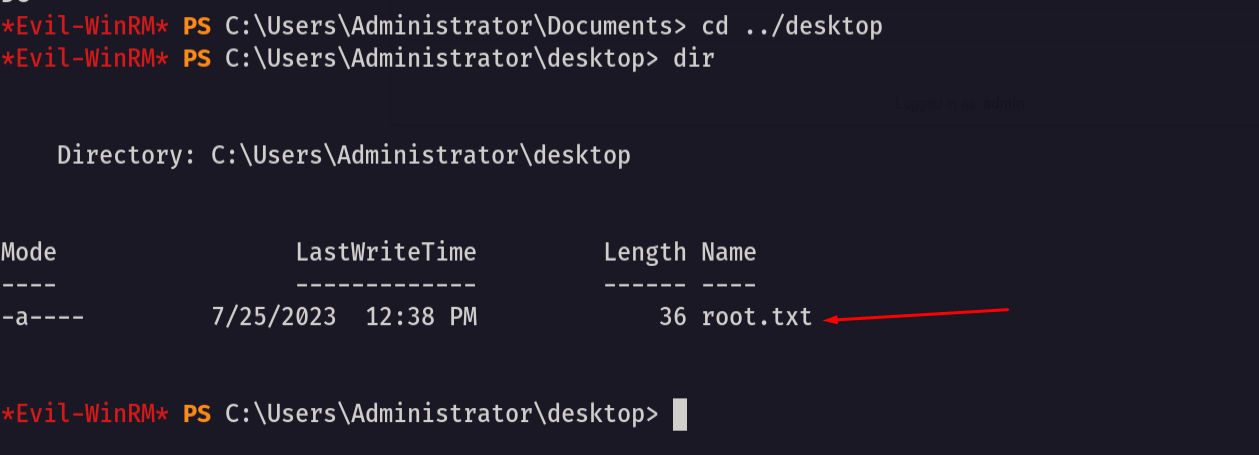 *Evil-WinRM* PS C:\Users\Administrator\Documents> cd ../desktop
*Evil-WinRM* PS C:\Users\Administrator\desktop> dir
Directory: C:\Users\Administrator\desktop
Mode LastWriteTime Length Name
---- ------------- ------ ----
-a---- 7/25/2023 12:38 PM 36 root.txt
*Evil-WinRM* PS C:\Users\Administrator\desktop>